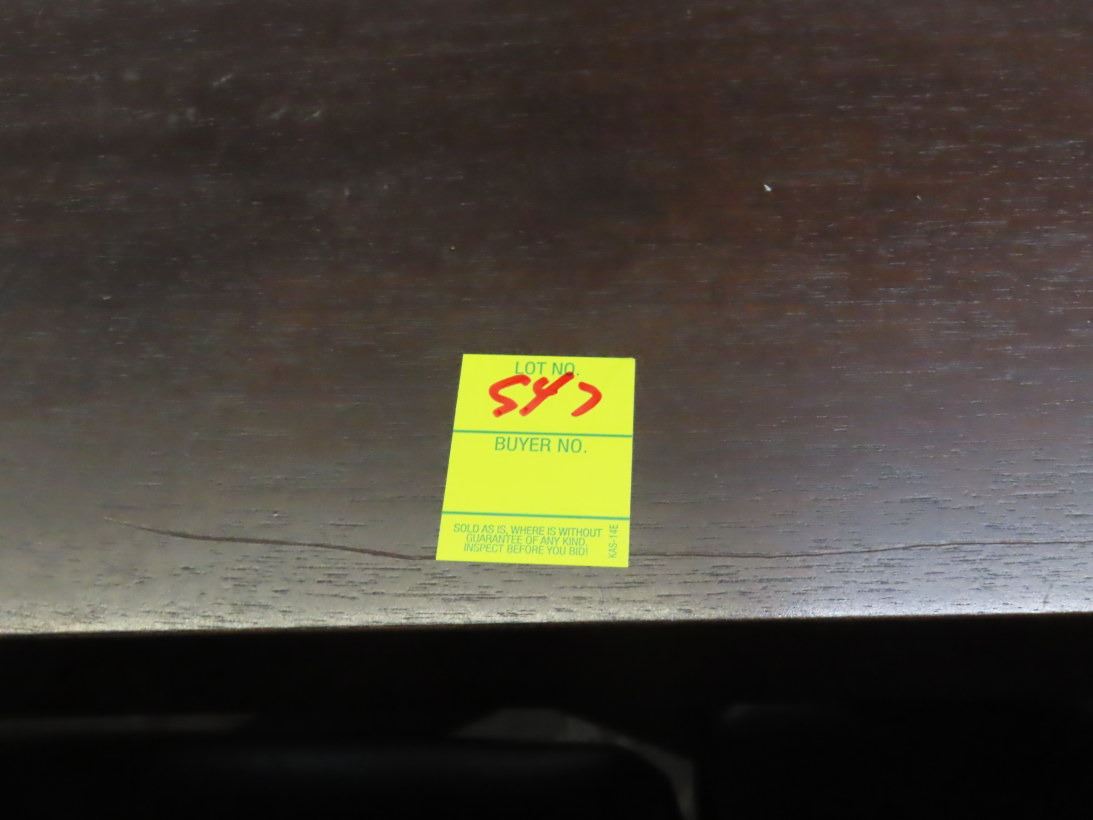 LOT NO.
547
BUYER NO.
SOLD AS IS, WHERE IS WITHOUT
GUARANTEE OF ANY KIND.
INSPECT BEFORE YOU BID!
KAS-14E